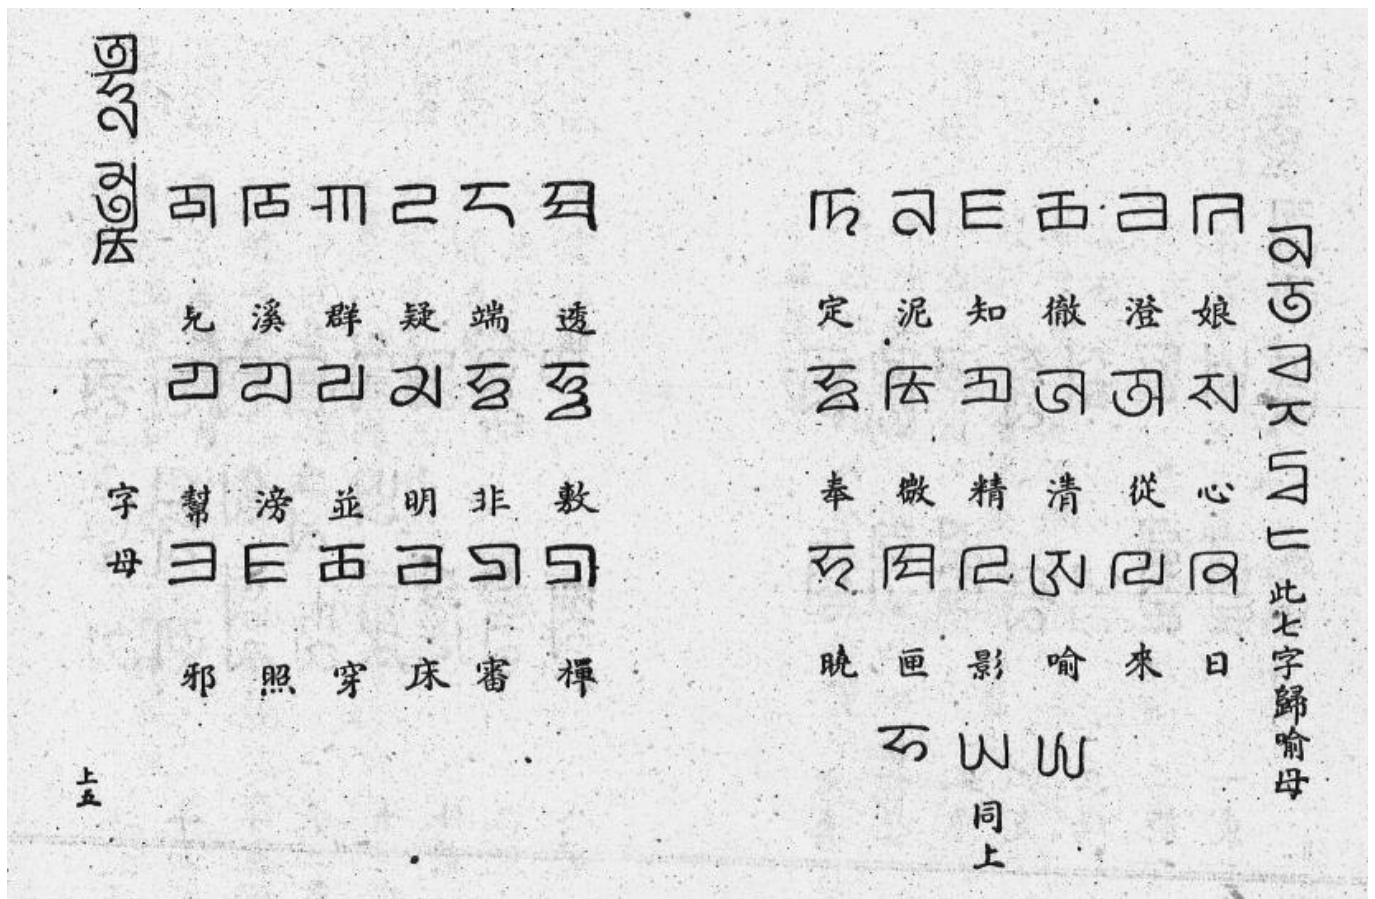 字母
見 ꡂ 幫 ꡎ 邪 ꡕ
溪 ꡁ 滂 ꡍ 照 ꡆ
群 ꡀ 並 ꡌ 穿 ꡅ
疑 ꡃ 明 ꡏ 床 ꡄ
端 ꡊ 非 ꡤ 審 ꡮ
透 ꡉ 敷 ꡰ 禪 ꡚ
定 ꡈ 奉 ꡤ 曉 ꡜ
泥 ꡋ 微 ꡓ 匣 ꡣ ꡯ
知 ꡆ 精 ꡒ 影 ꡖ ꡗ 同上
徹 ꡅ 清 ꡑ 喻 ꡝ ꡭ
澄 ꡄ 從 ꡐ 來 ꡙ
娘 ꡇ 心 ꡛ 日 ꡔ
此七字歸喻母
上五